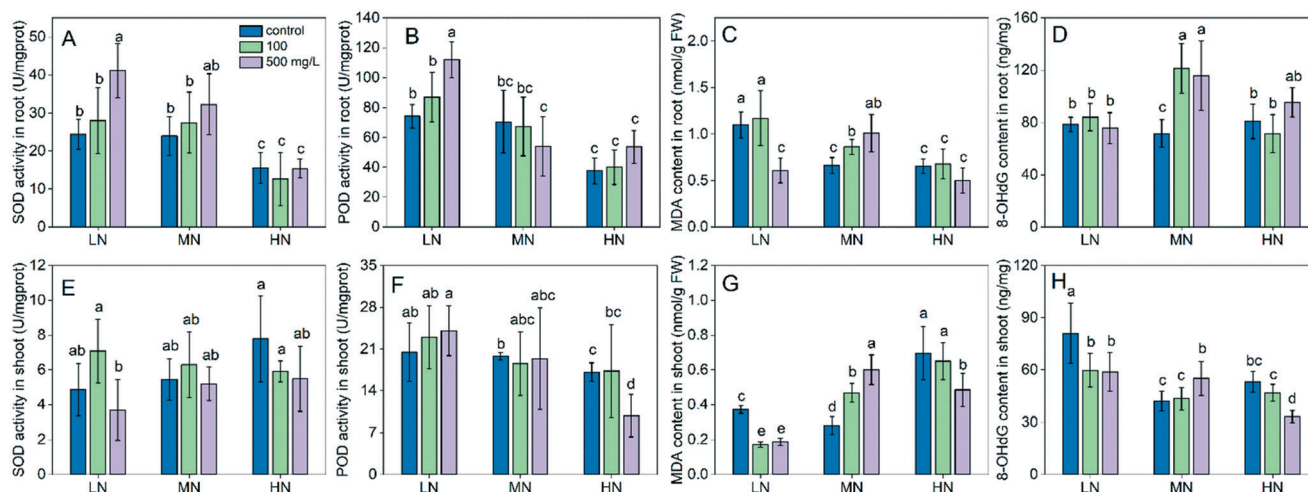 A
control
100
500 mg/L
SOD activity in root (U/mgprot)
50
40
30
20
10
0
b b a
b b ab
c c c
LN MN HN
B
POD activity in root (U/mgprot)
140
120
100
80
60
40
20
0
b b a
bc bc c
c c c
LN MN HN
C
MDA content in root (nmol/g FW)
2.0
1.5
1.0
0.5
0.0
a a c
c b ab
c c c
LN MN HN
D
8-OHdG content in root (ng/mg)
160
120
80
40
0
b b b
c a a
b b ab
LN MN HN
E
SOD activity in shoot (U/mgprot)
12
10
8
6
4
2
0
ab a b
ab ab ab
a a ab
LN MN HN
F
POD activity in shoot (U/mgprot)
35
28
21
14
7
0
ab ab a
b abc abc
c bc d
LN MN HN
G
MDA content in shoot (nmol/g FW)
1.2
1.0
0.8
0.6
0.4
0.2
0.0
c e e
d b a
a a b
LN MN HN
H
8-OHdG content in shoot (ng/mg)
120
90
60
30
0
a b b
c c b
bc c d
LN MN HN